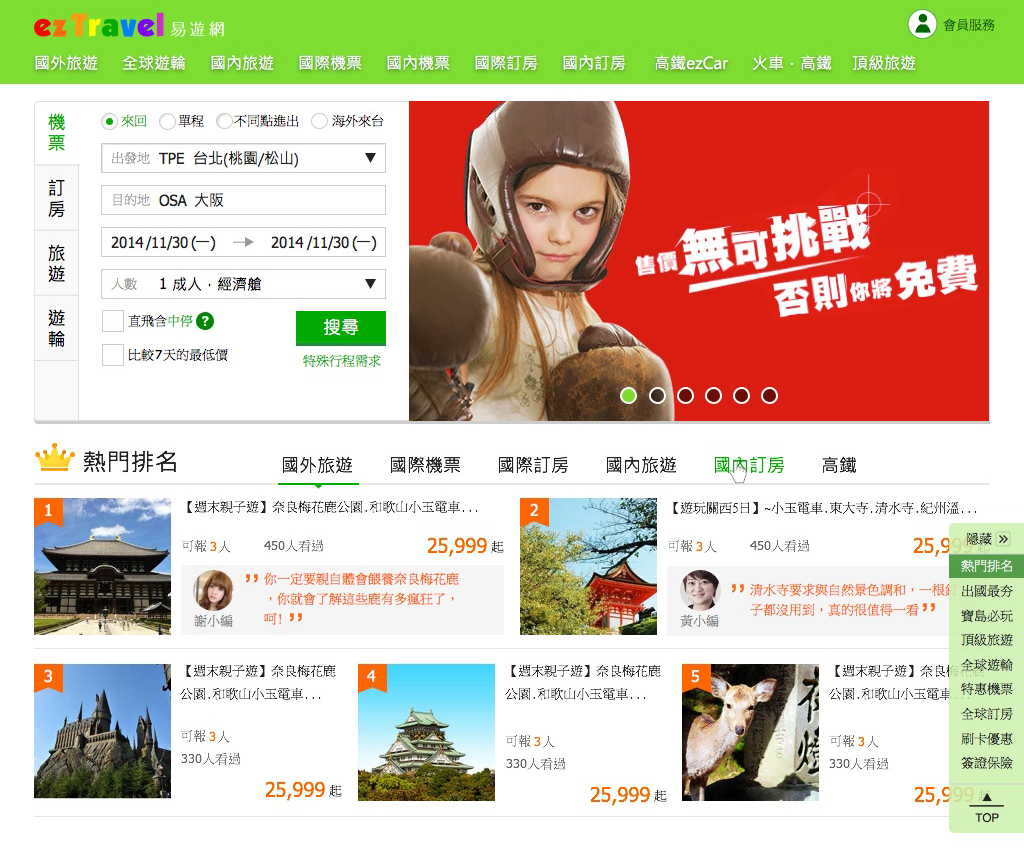 ezTravel 易遊網
會員服務
國外旅遊 全球遊輪 國內旅遊 國際機票 國內機票 國際訂房 國內訂房 高鐵ezCar 火車．高鐵 頂級旅遊
機票
訂房
旅遊
遊輪
來回 單程 不同點進出 海外來台
出發地 TPE 台北(桃園/松山)
目的地 OSA 大阪
2014/11/30(一) 2014/11/30(一)
人數 1 成人．經濟艙
直飛含中停 ?
比較7天的最低價
搜尋
特殊行程需求
售價無可挑戰
否則你將免費
熱門排名
國外旅遊 國際機票 國際訂房 國內旅遊 國內訂房 高鐵
1
【週末親子遊】奈良梅花鹿公園.和歌山小玉電車...
可報3人 450人看過 25,999 起
你一定要親自體會餵養奈良梅花鹿
，你就會了解這些鹿有多瘋狂了，
呵!
謝小編
2
【遊玩關西5日】~小玉電車.東大寺.清水寺.紀州溫...
可報3人 450人看過 25,999 起
清水寺要求與自然景色調和，一根釘
子都沒用到，真的很值得一看
黃小編
3
【週末親子遊】奈良梅花鹿
公園.和歌山小玉電車...
可報3人
330人看過
25,999 起
4
【週末親子遊】奈良梅花鹿
公園.和歌山小玉電車...
可報3人
330人看過
25,999 起
5
【週末親子遊】奈良梅花鹿
公園.和歌山小玉電車...
可報3人
330人看過
25,999 起
隱藏 »
熱門排名
出國最夯
寶島必玩
頂級旅遊
全球遊輪
特惠機票
全球訂房
刷卡優惠
簽證保險
TOP